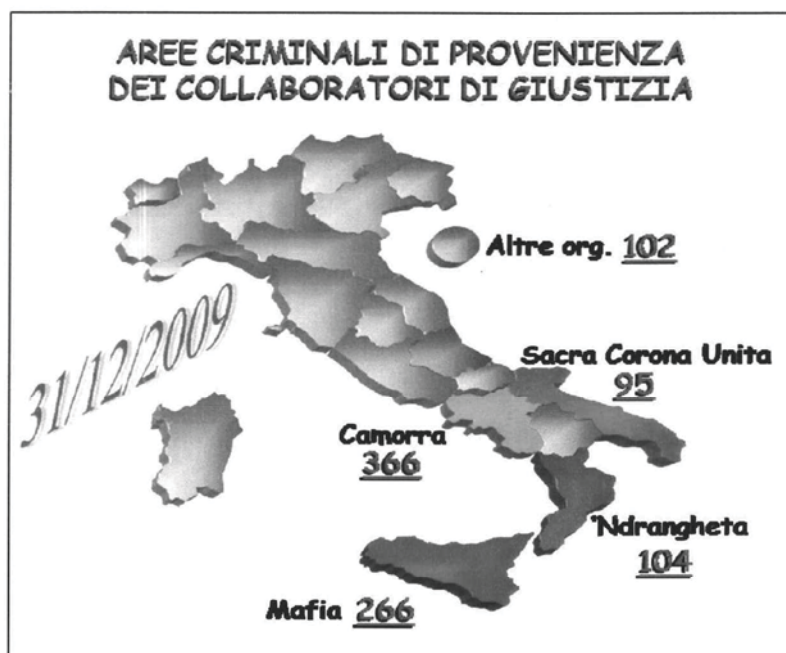 AREE CRIMINALI DI PROVENIENZA
DEI COLLABORATORI DI GIUSTIZIA
Altre org. 102
31/12/2009
Sacra Corona Unita
95
Camorra
366
'Ndrangheta
104
Mafia 266